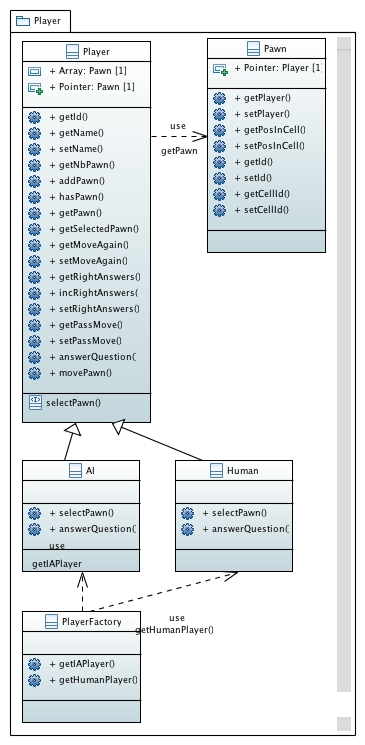 Player
Player
+ Array: Pawn [1]
+ Pointer: Pawn [1]
+ getId()
+ getName()
+ setName()
+ getNbPawn()
+ addPawn()
+ hasPawn()
+ getPawn()
+ getSelectedPawn()
+ getMoveAgain()
+ setMoveAgain()
+ getRightAnswers()
+ incRightAnswers(
+ setRightAnswers()
+ getPassMove()
+ setPassMove()
+ answerQuestion(
+ movePawn()
selectPawn()
use
getPawn
Pawn
+ Pointer: Player [1]
+ getPlayer()
+ setPlayer()
+ getPosInCell()
+ setPosInCell()
+ getId()
+ setId()
+ getCellId()
+ setCellId()
AI
+ selectPawn()
+ answerQuestion(
use
getIAPlayer
Human
+ selectPawn()
+ answerQuestion(
PlayerFactory
+ getIAPlayer()
+ getHumanPlayer()
use
getHumanPlayer()